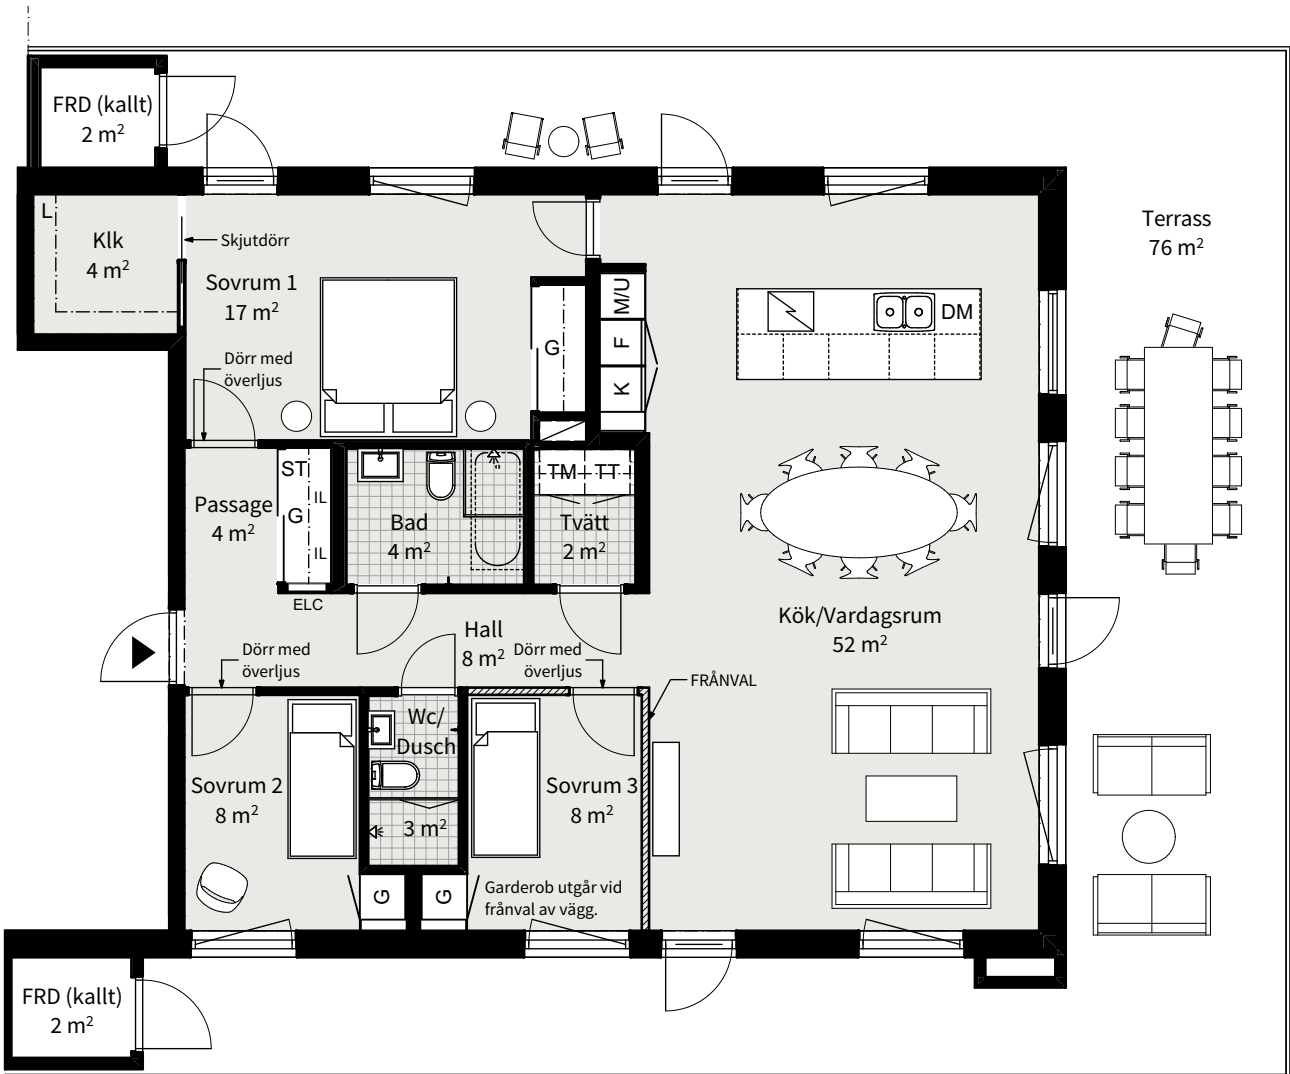 FRD (kallt)
2 m²
L
Klk
4 m²
Skjutdörr
Sovrum 1
17 m²
Dörr med
överljus
G
M/U
F
K
DM
Terrass
76 m²
ST
IL
G
IL
ELC
Passage
4 m²
Bad
4 m²
TM
TT
Tvätt
2 m²
Kök/Vardagsrum
52 m²
Hall
8 m²
Dörr med
överljus
Dörr med
överljus
FRÅNVAL
Wc/
Dusch
3 m²
Sovrum 2
8 m²
Sovrum 3
8 m²
G
G
Garderob utgår vid
frånval av vägg.
FRD (kallt)
2 m²